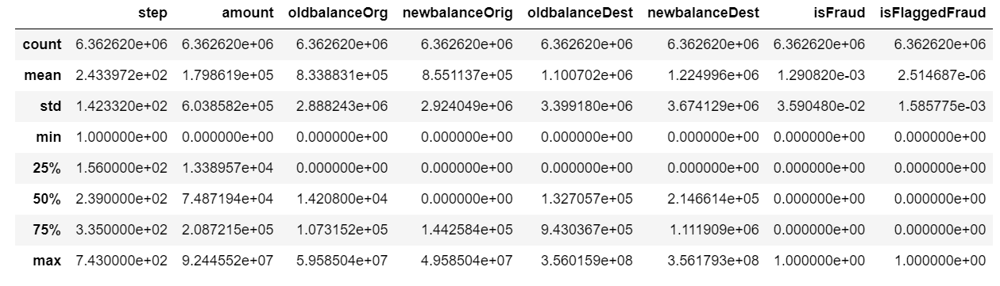 step amount oldbalanceOrg newbalanceOrig oldbalanceDest newbalanceDest isFraud isFlaggedFraud
count 6.362620e+06 6.362620e+06 6.362620e+06 6.362620e+06 6.362620e+06 6.362620e+06 6.362620e+06 6.362620e+06
mean 2.433972e+02 1.798619e+05 8.338831e+05 8.551137e+05 1.100702e+06 1.224996e+06 1.290820e-03 2.514687e-06
std 1.423320e+02 6.038582e+05 2.888243e+06 2.924049e+06 3.399180e+06 3.674129e+06 3.590480e-02 1.585775e-03
min 1.000000e+00 0.000000e+00 0.000000e+00 0.000000e+00 0.000000e+00 0.000000e+00 0.000000e+00 0.000000e+00
25% 1.560000e+02 1.338957e+04 0.000000e+00 0.000000e+00 0.000000e+00 0.000000e+00 0.000000e+00 0.000000e+00
50% 2.390000e+02 7.487194e+04 1.420800e+04 0.000000e+00 1.327057e+05 2.146614e+05 0.000000e+00 0.000000e+00
75% 3.350000e+02 2.087215e+05 1.073152e+05 1.442584e+05 9.430367e+05 1.111909e+06 0.000000e+00 0.000000e+00
max 7.430000e+02 9.244552e+07 5.958504e+07 4.958504e+07 3.560159e+08 3.561793e+08 1.000000e+00 1.000000e+00